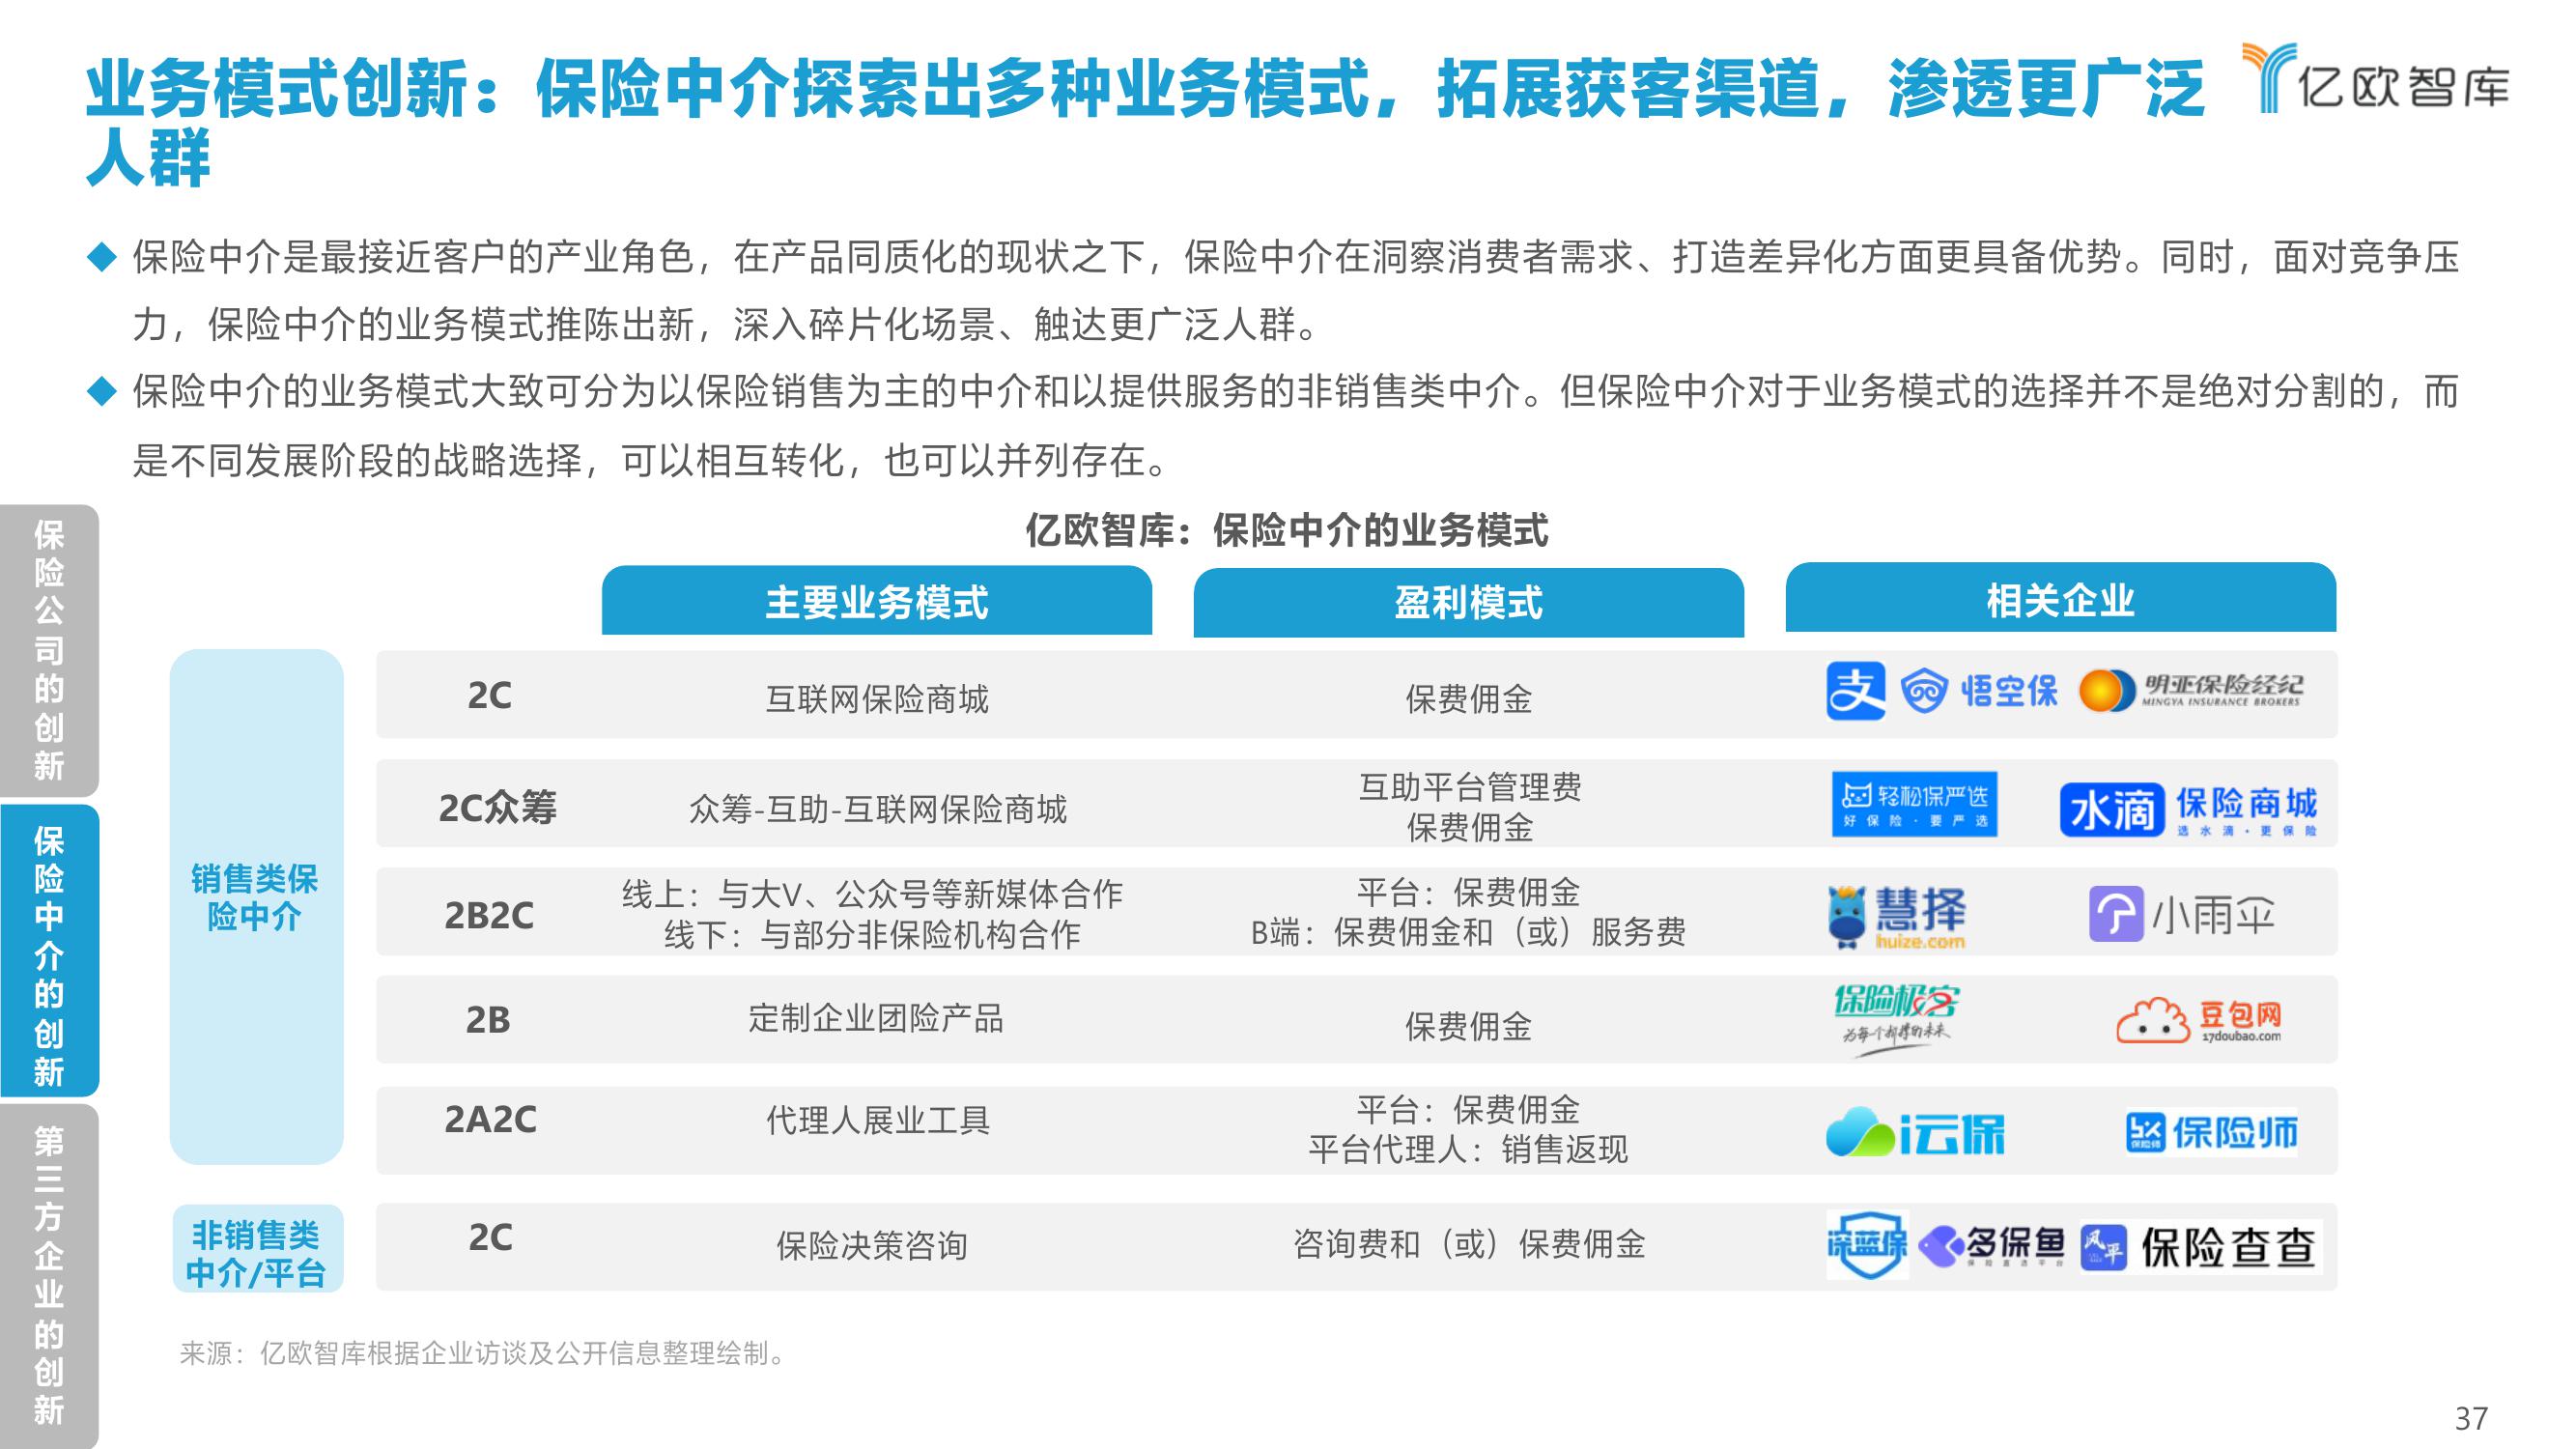 业务模式创新：保险中介探索出多种业务模式，拓展获客渠道，渗透更广泛
人群
亿欧智库
◆ 保险中介是最接近客户的产业角色，在产品同质化的现状之下，保险中介在洞察消费者需求、打造差异化方面更具备优势。同时，面对竞争压
力，保险中介的业务模式推陈出新，深入碎片化场景、触达更广泛人群。
◆ 保险中介的业务模式大致可分为以保险销售为主的中介和以提供服务的非销售类中介。但保险中介对于业务模式的选择并不是绝对分割的，而
是不同发展阶段的战略选择，可以相互转化，也可以并列存在。
保险公司的创新
保险中介的创新
第三方企业的创新
亿欧智库：保险中介的业务模式
主要业务模式
盈利模式
相关企业
销售类保
险中介
2C
互联网保险商城
保费佣金
支
悟空保
明亚保险经纪
MINGYA INSURANCE BROKERS
2C众筹
众筹-互助-互联网保险商城
互助平台管理费
保费佣金
轻松保严选
好保险·要严选
水滴 保险商城
选水滴·更保险
2B2C
线上：与大V、公众号等新媒体合作
线下：与部分非保险机构合作
平台：保费佣金
B端：保费佣金和（或）服务费
慧择
huize.com
小雨伞
2B
定制企业团险产品
保费佣金
保险极客
豆包网
17doubao.com
2A2C
代理人展业工具
平台：保费佣金
平台代理人：销售返现
i云保
保险师
保险师
非销售类
中介/平台
2C
保险决策咨询
咨询费和（或）保费佣金
深蓝保
多保鱼
风平
保险查查
来源：亿欧智库根据企业访谈及公开信息整理绘制。
37